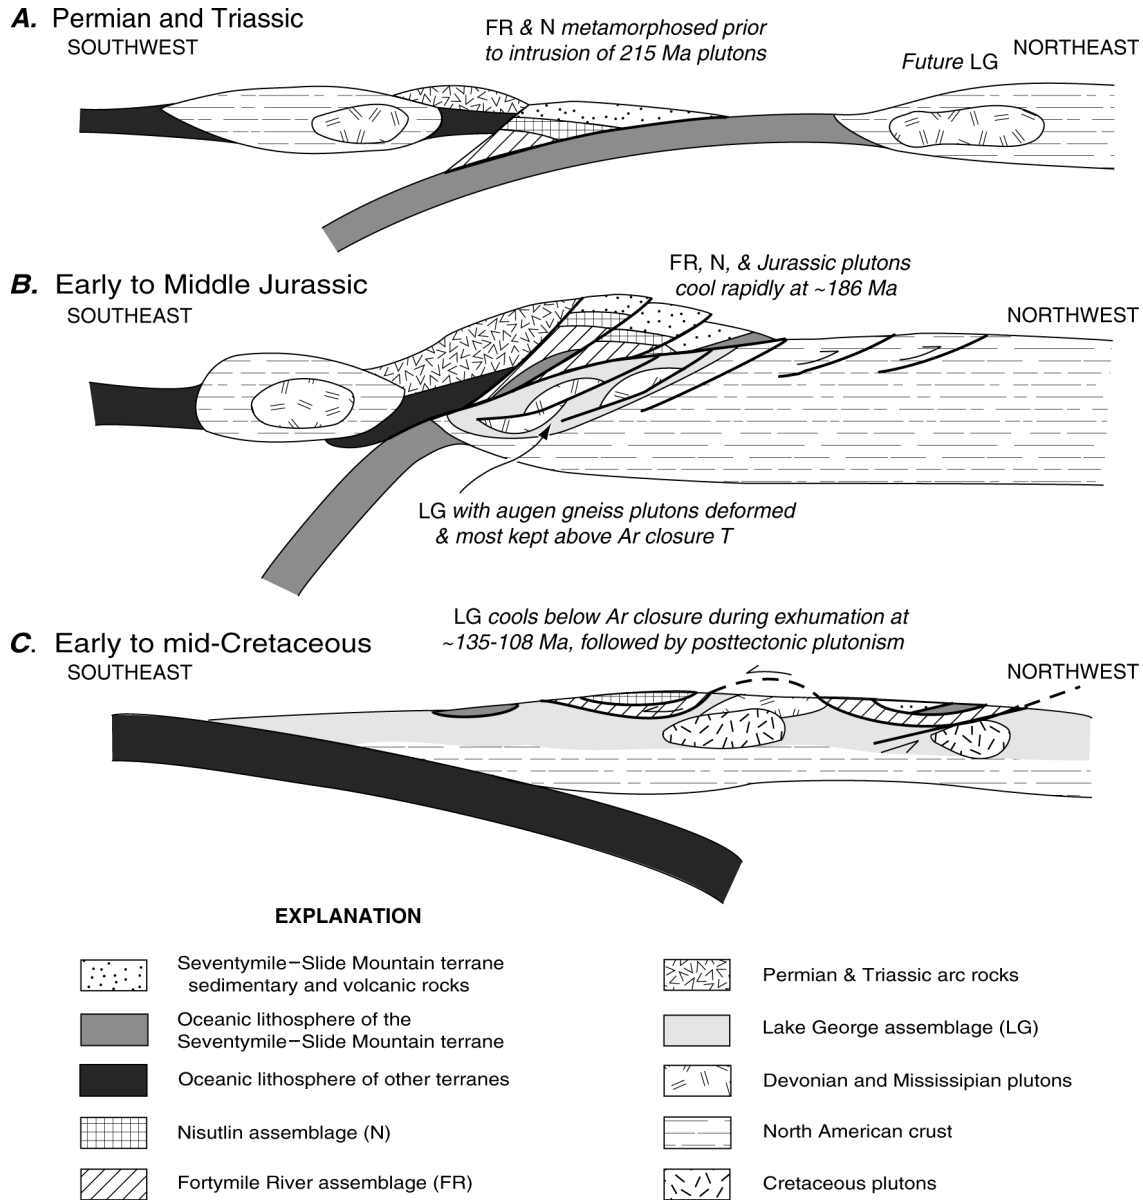 A. Permian and Triassic
SOUTHWEST
FR & N metamorphosed prior
to intrusion of 215 Ma plutons
Future LG
NORTHEAST
B. Early to Middle Jurassic
SOUTHEAST
FR, N, & Jurassic plutons
cool rapidly at ~186 Ma
NORTHWEST
LG with augen gneiss plutons deformed
& most kept above Ar closure T
C. Early to mid-Cretaceous
SOUTHEAST
LG cools below Ar closure during exhumation at
~135-108 Ma, followed by posttectonic plutonism
NORTHWEST
EXPLANATION
Seventymile–Slide Mountain terrane
sedimentary and volcanic rocks
Oceanic lithosphere of the
Seventymile–Slide Mountain terrane
Oceanic lithosphere of other terranes
Nisutlin assemblage (N)
Fortymile River assemblage (FR)
Permian & Triassic arc rocks
Lake George assemblage (LG)
Devonian and Missisipian plutons
North American crust
Cretaceous plutons